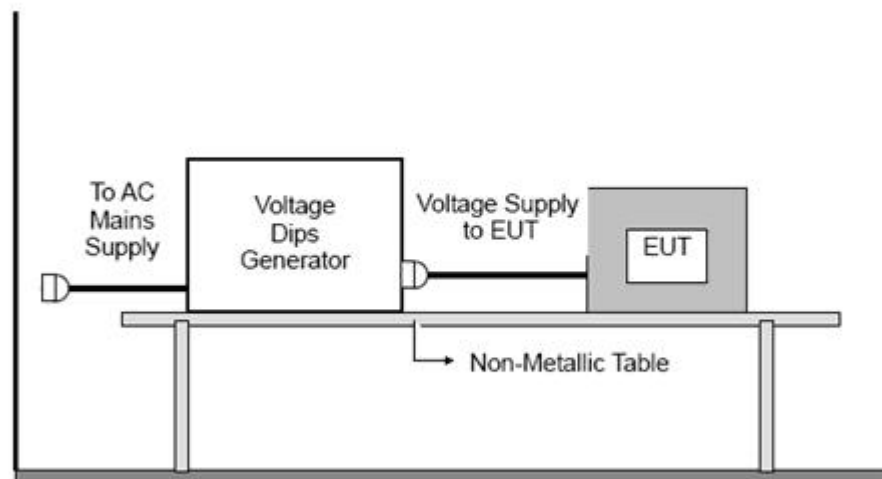 To AC
Mains
Supply
Voltage
Dips
Generator
Voltage Supply
to EUT
EUT
Non-Metallic Table